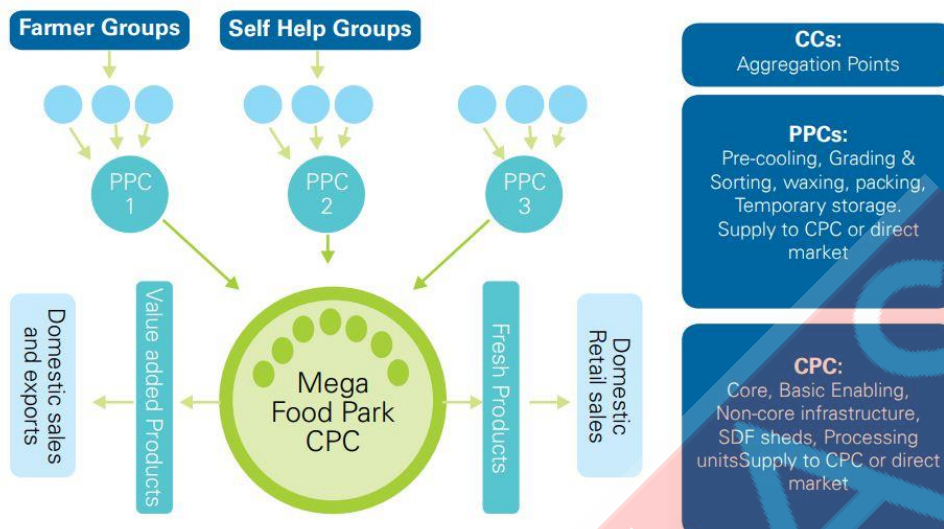 Farmer Groups
Self Help Groups
PPC
1
PPC
2
PPC
3
Domestic sales
and exports
Value added Products
Mega
Food Park
CPC
Fresh Products
Domestic
Retail sales
CCs:
Aggregation Points
PPCs:
Pre-cooling, Grading &
Sorting, waxing, packing,
Temporary storage.
Supply to CPC or direct
market
CPC:
Core, Basic Enabling,
Non-core infrastructure,
SDF sheds, Processing
unitsSupply to CPC or direct
market